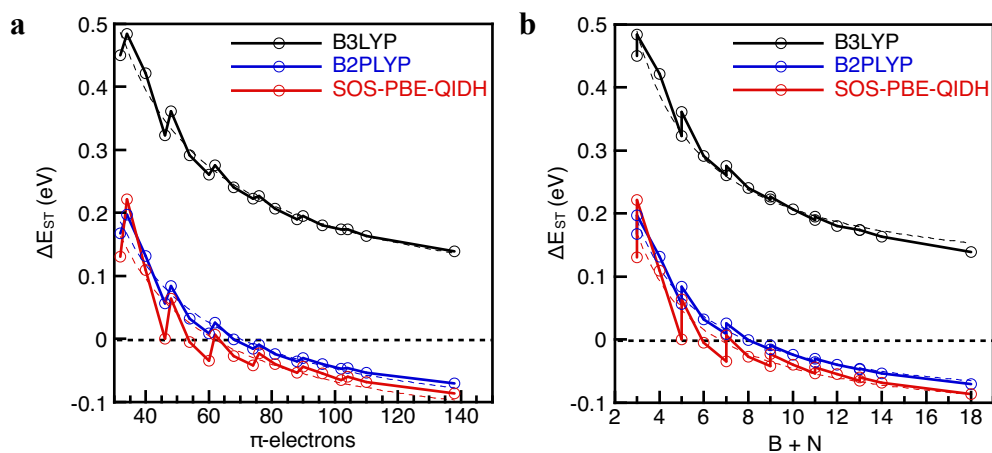 a
b
B3LYP
B2PLYP
SOS-PBE-QIDH
ΔE_ST (eV)
0.5
0.4
0.3
0.2
0.1
0
-0.1
40 60 80 100 120 140
π-electrons
B3LYP
B2PLYP
SOS-PBE-QIDH
ΔE_ST (eV)
0.5
0.4
0.3
0.2
0.1
0
-0.1
2 4 6 8 10 12 14 16 18
B + N